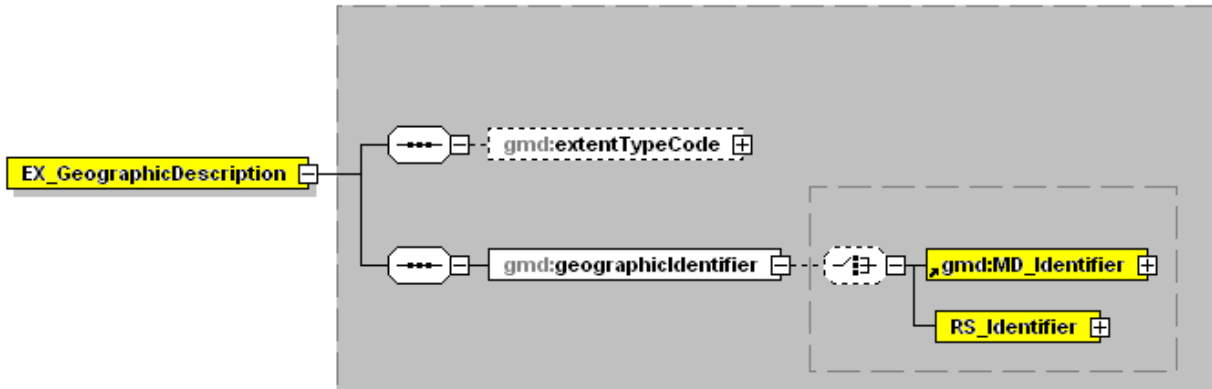 gmd:extentTypeCode
EX_GeographicDescription
gmd:geographicIdentifier
gmd:MD_Identifier
RS_Identifier